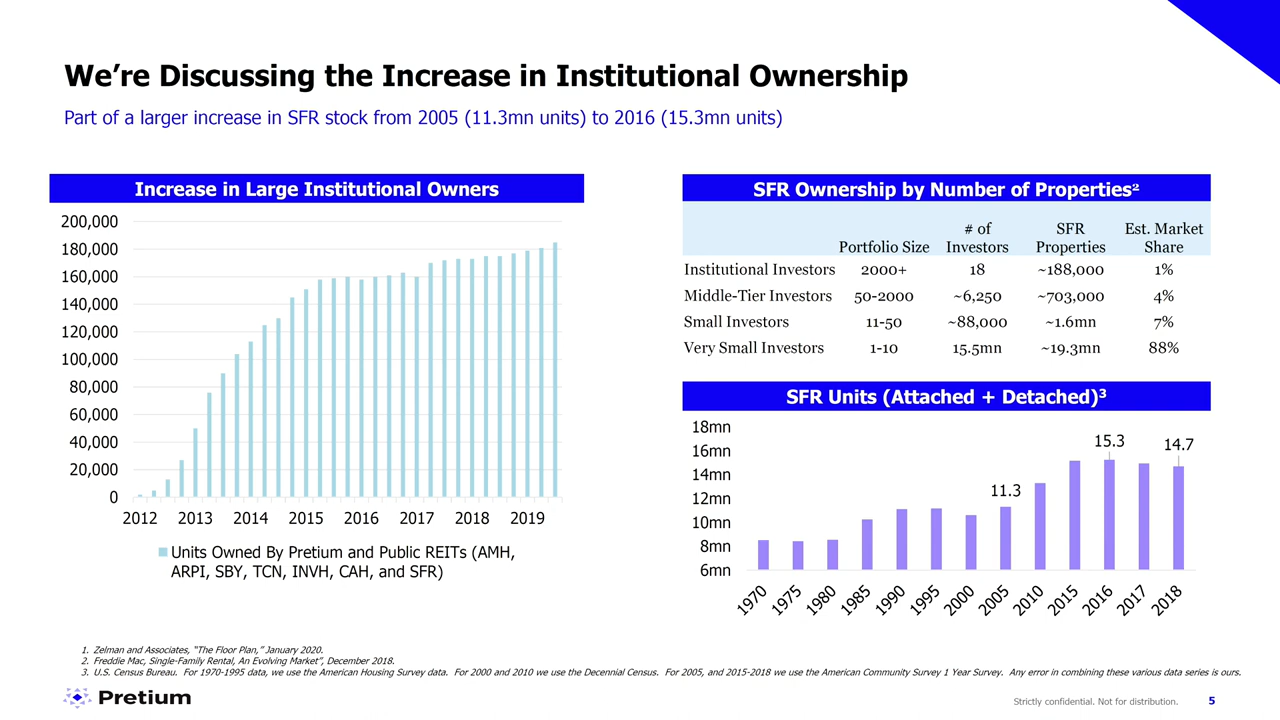 We’re Discussing the Increase in Institutional Ownership
Part of a larger increase in SFR stock from 2005 (11.3mn units) to 2016 (15.3mn units)
Increase in Large Institutional Owners
200,000
180,000
160,000
140,000
120,000
100,000
80,000
60,000
40,000
20,000
0
2012 2013 2014 2015 2016 2017 2018 2019
Units Owned By Pretium and Public REITs (AMH,
ARPI, SBY, TCN, INVH, CAH, and SFR)
SFR Ownership by Number of Properties²
# of SFR Est. Market
Portfolio Size Investors Properties Share
Institutional Investors 2000+ 18 ~188,000 1%
Middle-Tier Investors 50-2000 ~6,250 ~703,000 4%
Small Investors 11-50 ~88,000 ~1.6mn 7%
Very Small Investors 1-10 15.5mn ~19.3mn 88%
SFR Units (Attached + Detached)³
18mn
16mn
14mn
12mn
10mn
8mn
6mn
11.3
15.3
14.7
1970 1975 1980 1985 1990 1995 2000 2005 2010 2015 2016 2017 2018
1. Zelman and Associates, “The Floor Plan,” January 2020.
2. Freddie Mac, Single-Family Rental, An Evolving Market”, December 2018.
3. U.S. Census Bureau. For 1970-1995 data, we use the American Housing Survey data. For 2000 and 2010 we use the Decennial Census. For 2005, and 2015-2018 we use the American Community Survey 1 Year Survey. Any error in combining these various data series is ours.
Pretium
Strictly confidential. Not for distribution. 5